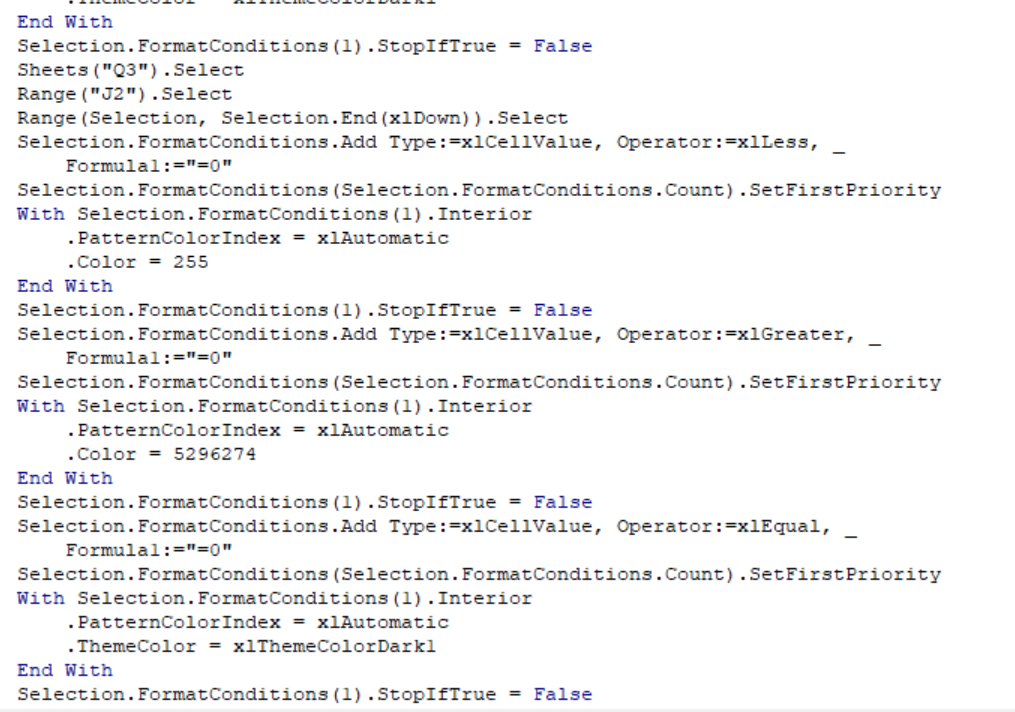 .ThemeColor = xlThemeColorDark1
End With
Selection.FormatConditions(1).StopIfTrue = False
Sheets("Q3").Select
Range("J2").Select
Range(Selection, Selection.End(xlDown)).Select
Selection.FormatConditions.Add Type:=xlCellValue, Operator:=xlLess, _
    Formula1:="=0"
Selection.FormatConditions(Selection.FormatConditions.Count).SetFirstPriority
With Selection.FormatConditions(1).Interior
    .PatternColorIndex = xlAutomatic
    .Color = 255
End With
Selection.FormatConditions(1).StopIfTrue = False
Selection.FormatConditions.Add Type:=xlCellValue, Operator:=xlGreater, _
    Formula1:="=0"
Selection.FormatConditions(Selection.FormatConditions.Count).SetFirstPriority
With Selection.FormatConditions(1).Interior
    .PatternColorIndex = xlAutomatic
    .Color = 5296274
End With
Selection.FormatConditions(1).StopIfTrue = False
Selection.FormatConditions.Add Type:=xlCellValue, Operator:=xlEqual, _
    Formula1:="=0"
Selection.FormatConditions(Selection.FormatConditions.Count).SetFirstPriority
With Selection.FormatConditions(1).Interior
    .PatternColorIndex = xlAutomatic
    .ThemeColor = xlThemeColorDark1
End With
Selection.FormatConditions(1).StopIfTrue = False